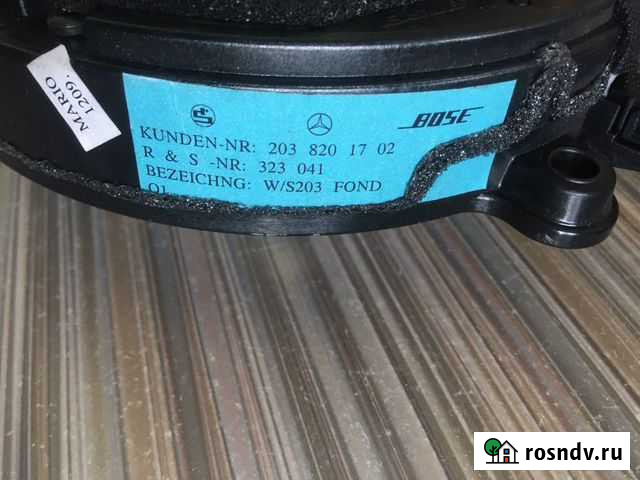 MARIO
1209.
BOSE
KUNDEN-NR: 203 820 17 02
R & S -NR: 323 041
BEZEICHNG: W/S203 FOND
rosndv.ru